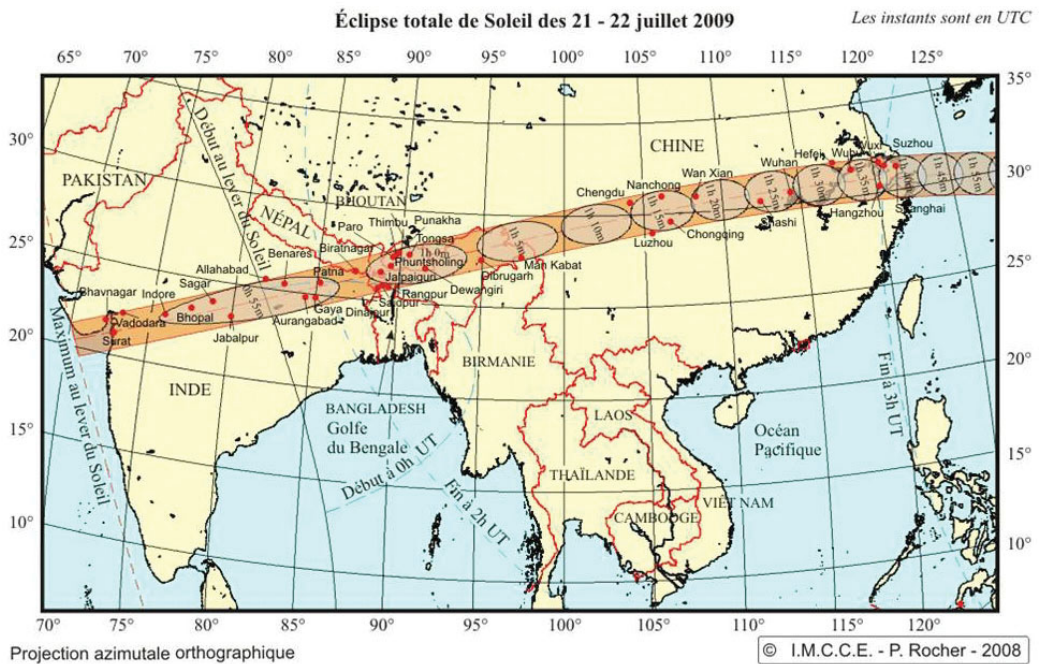 Éclipse totale de Soleil des 21 - 22 juillet 2009
Les instants sont en UTC
65° 70° 75° 80° 85° 90° 95° 100° 105° 110° 115° 120° 125°
35°
30°
25°
20°
15°
10°
30°
25°
20°
15°
10°
PAKISTAN
NÉPAL
BHOUTAN
CHINE
INDE
BANGLADESH
Golfe
du Bengale
BIRMANIE
LAOS
THAÏLANDE
CAMBODGE
VIÊT NAM
Océan
Pacifique
Début au lever du Soleil
Maximum au lever du Soleil
Début à 0h UT
Fin à 2h UT
Fin à 3h UT
Bhavnagar
Surat
Vadodara
Indore
Bhopal
Sagar
Jabalpur
Allahabad
Benares
Aurangabad
Gaya
Patna
Biratnagar
Paro
Thimbu
Punakha
Tongsa
Phuntsholing
Jalpaiguri
Dinajpur
Saidpur
Rangpur
Dewangiri
Dibrugarh
Man Kabat
Chengdu
Nanchong
Wan Xian
Luzhou
Chongqing
Shashi
Wuhan
Hefei
Wuhu
Wuxi
Suzhou
Hangzhou
Shanghai
0h 55m
1h 0m
1h 5m
1h 10m
1h 15m
1h 20m
1h 25m
1h 30m
1h 35m
1h 40m
1h 45m
1h 55m
70° 75° 80° 85° 90° 95° 100° 105° 110° 115° 120°
Projection azimutale orthographique
© I.M.C.C.E. - P. Rocher - 2008